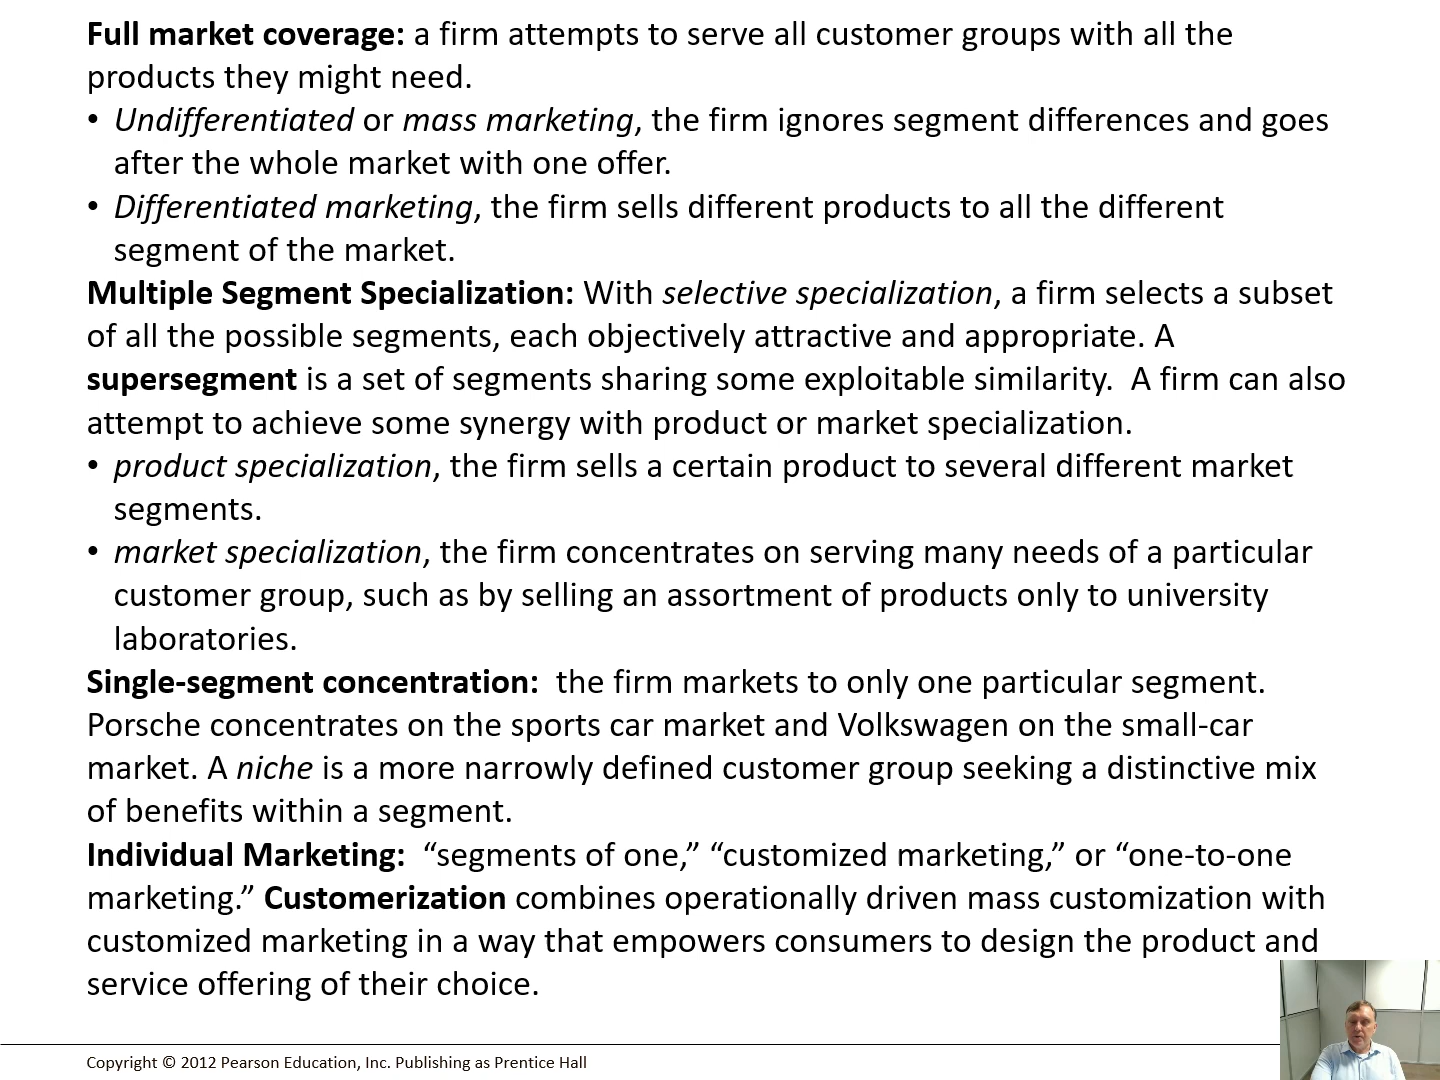 Full market coverage: a firm attempts to serve all customer groups with all the
products they might need.
• Undifferentiated or mass marketing, the firm ignores segment differences and goes
after the whole market with one offer.
• Differentiated marketing, the firm sells different products to all the different
segment of the market.
Multiple Segment Specialization: With selective specialization, a firm selects a subset
of all the possible segments, each objectively attractive and appropriate. A
supersegment is a set of segments sharing some exploitable similarity.  A firm can also
attempt to achieve some synergy with product or market specialization.
• product specialization, the firm sells a certain product to several different market
segments.
• market specialization, the firm concentrates on serving many needs of a particular
customer group, such as by selling an assortment of products only to university
laboratories.
Single-segment concentration:  the firm markets to only one particular segment.
Porsche concentrates on the sports car market and Volkswagen on the small-car
market. A niche is a more narrowly defined customer group seeking a distinctive mix
of benefits within a segment.
Individual Marketing:  “segments of one,” “customized marketing,” or “one-to-one
marketing.” Customerization combines operationally driven mass customization with
customized marketing in a way that empowers consumers to design the product and
service offering of their choice.
Copyright © 2012 Pearson Education, Inc. Publishing as Prentice Hall